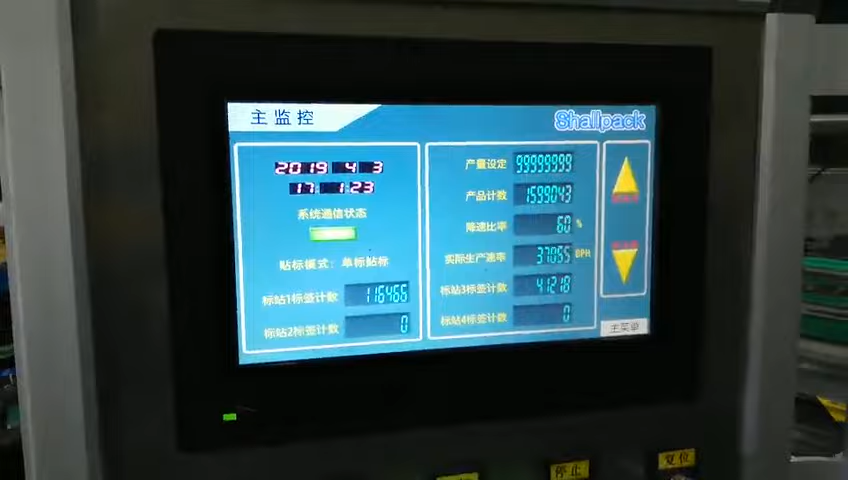 主监控
Shallpack
2019 4 3
17: 1:23
系统通信状态
贴标模式：单标贴标
标站1标签计数 116466
标站2标签计数 0
产量设定 99999999
产品计数 1599043
降速比率 60 %
实际生产速率 37055 BPH
标站3标签计数 41218
标站4标签计数 0
主菜单
停止
复位